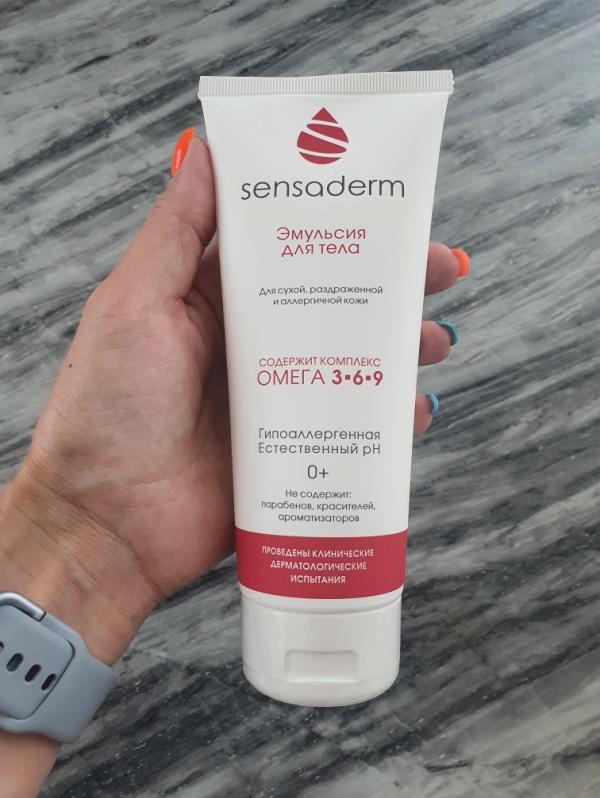 sensaderm
Эмульсия
для тела
Для сухой, раздраженной
и аллергичной кожи
СОДЕРЖИТ КОМПЛЕКС
ОМЕГА 3▪6▪9
Гипоаллергенная
Естественный pH
0+
Не содержит:
парабенов, красителей,
ароматизаторов
ПРОВЕДЕНЫ КЛИНИЧЕСКИЕ
ДЕРМАТОЛОГИЧЕСКИЕ
ИСПЫТАНИЯ